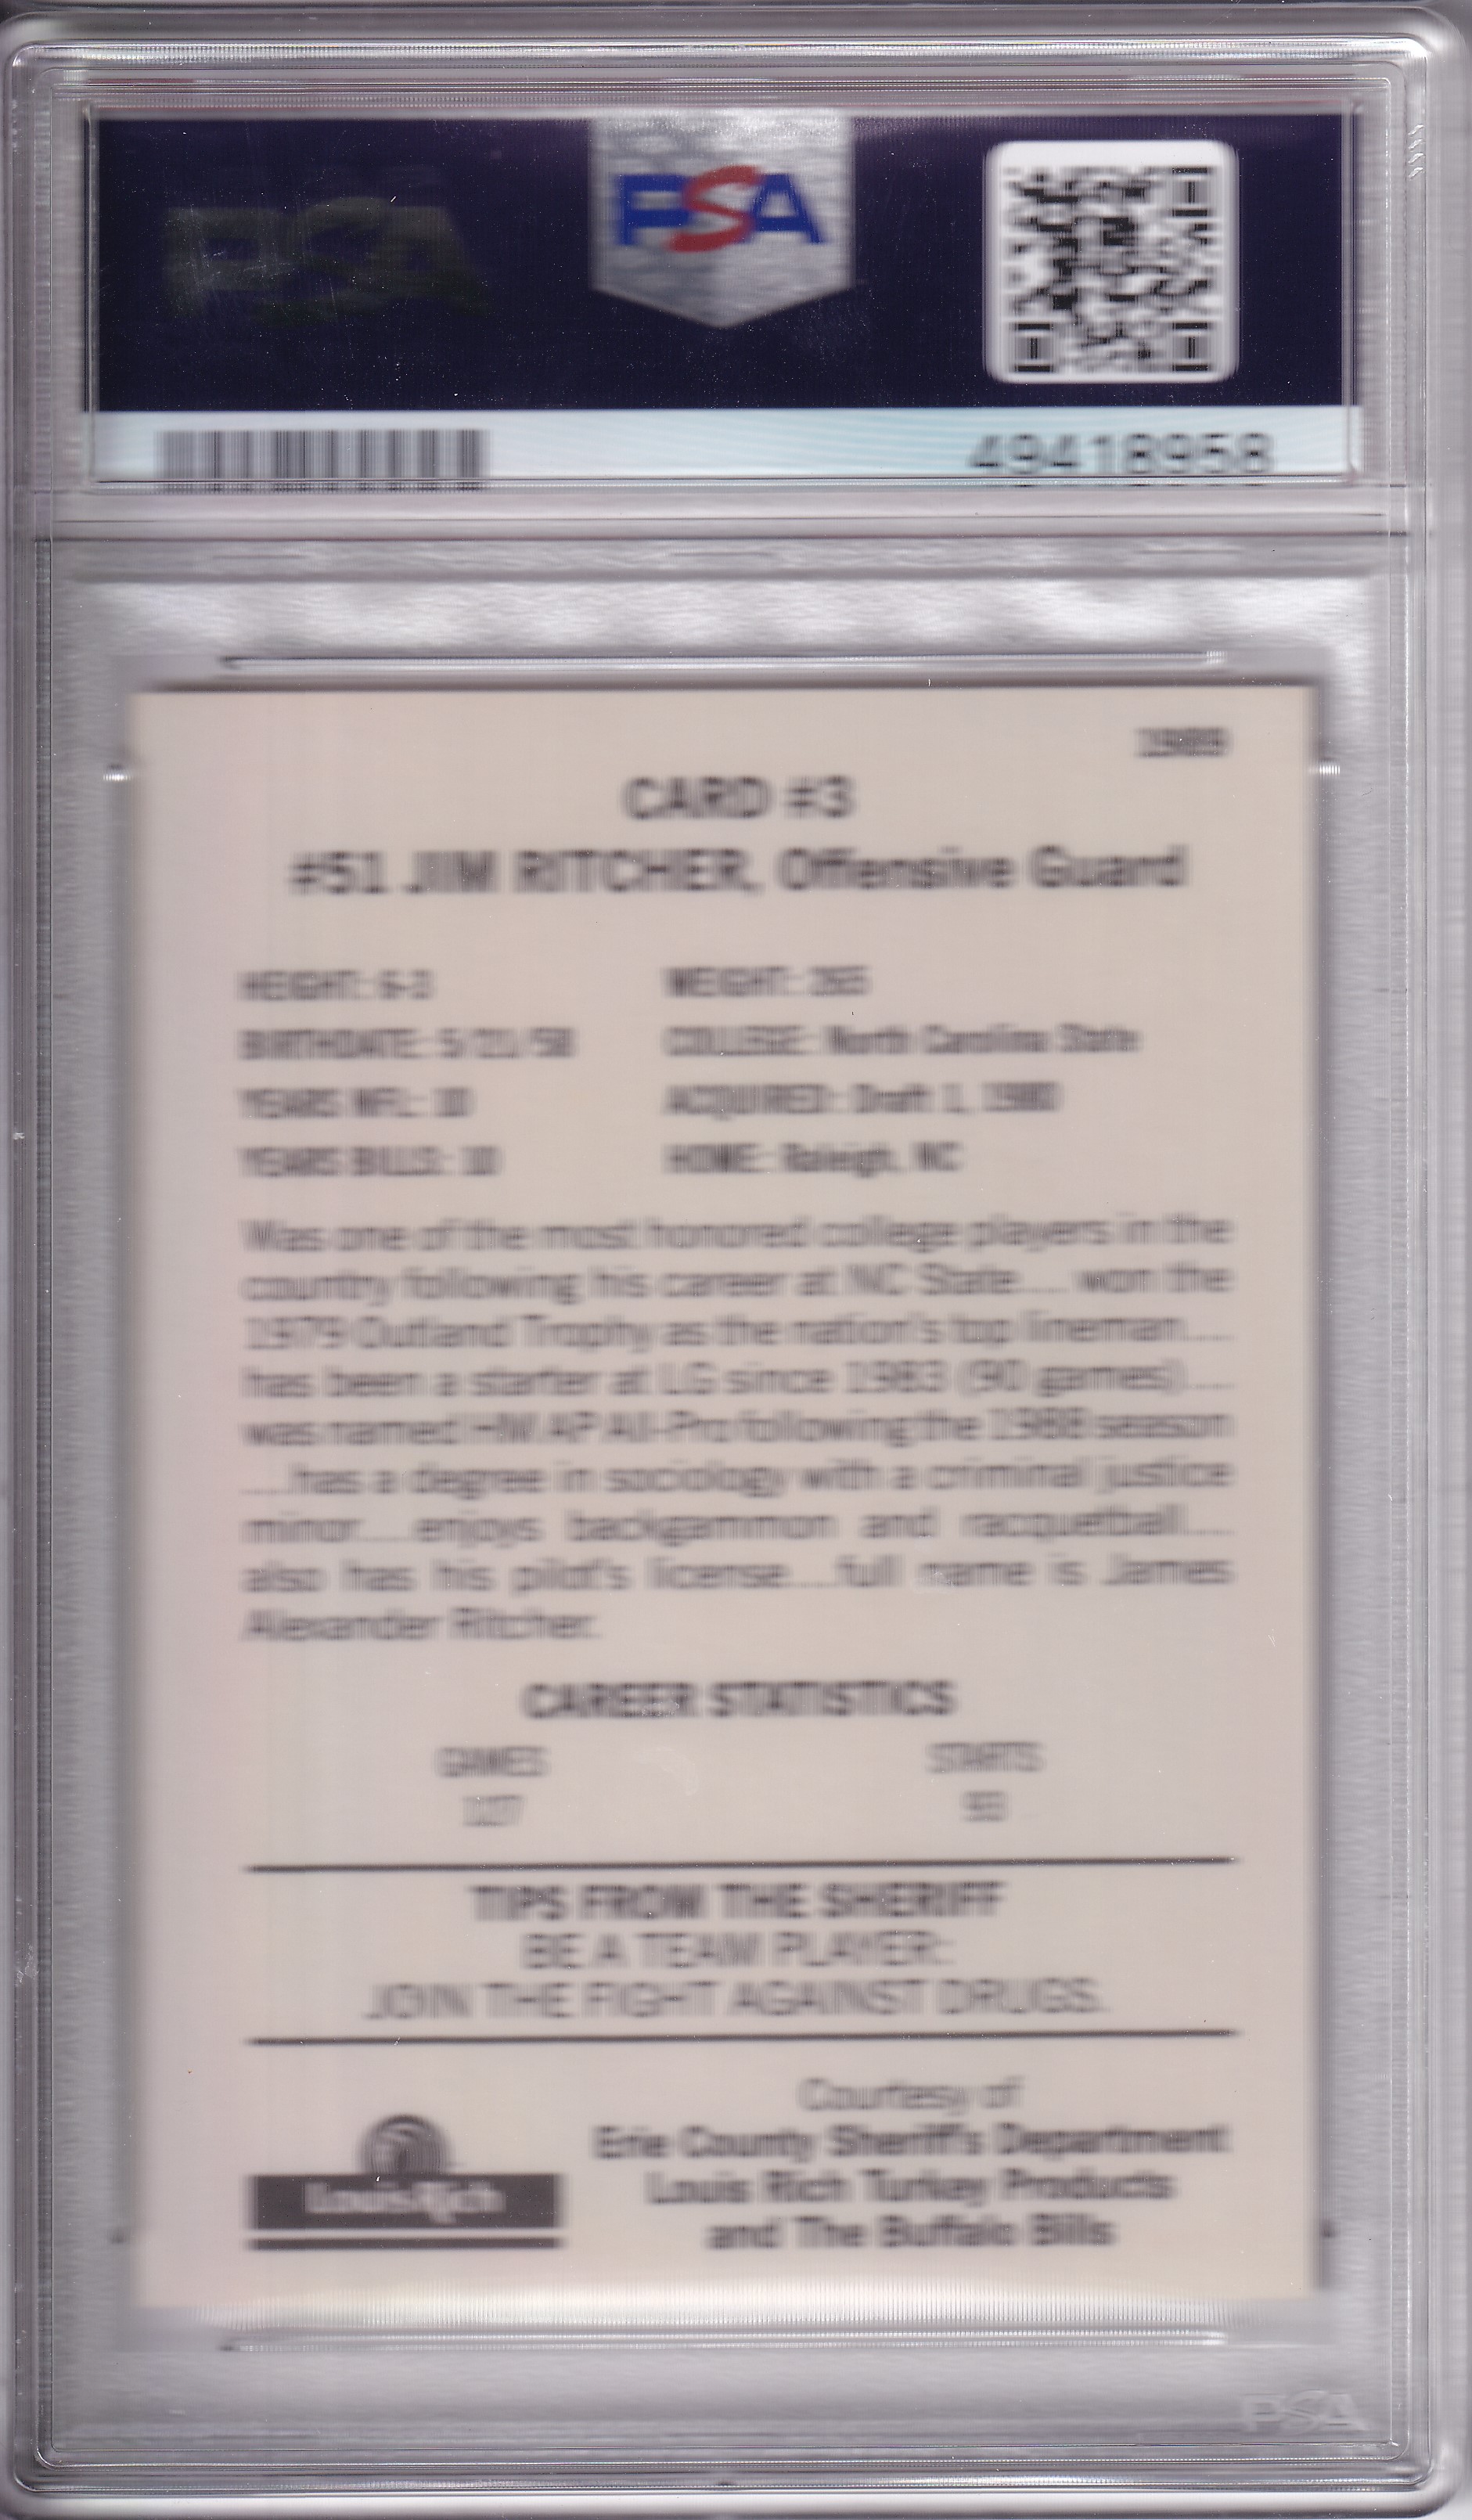 PSA
PSA
49418958
1989
CARD #3
#51 JIM RITCHER, Offensive Guard
HEIGHT: 6-3 WEIGHT: 265
BIRTHDATE: 5/21/58 COLLEGE: North Carolina State
YEARS NFL: 10 ACQUIRED: Draft 1, 1980
YEARS BILLS: 10 HOME: Raleigh, NC
Was one of the most honored college players in the
country following his career at NC State.... won the
1979 Outland Trophy as the nation's top lineman....
has been a starter at LG since 1983 (90 games)....
was named HM AP All-Pro following the 1988 season
....has a degree in sociology with a criminal justice
minor....enjoys backgammon and racquetball....
also has his pilot's license....full name is James
Alexander Ritcher.
CAREER STATISTICS
GAMES STARTS
127 93
TIPS FROM THE SHERIFF
BE A TEAM PLAYER:
JOIN THE FIGHT AGAINST DRUGS.
Louis Rich
Courtesy of
Erie County Sheriff's Department
Louis Rich Turkey Products
and The Buffalo Bills
PSA